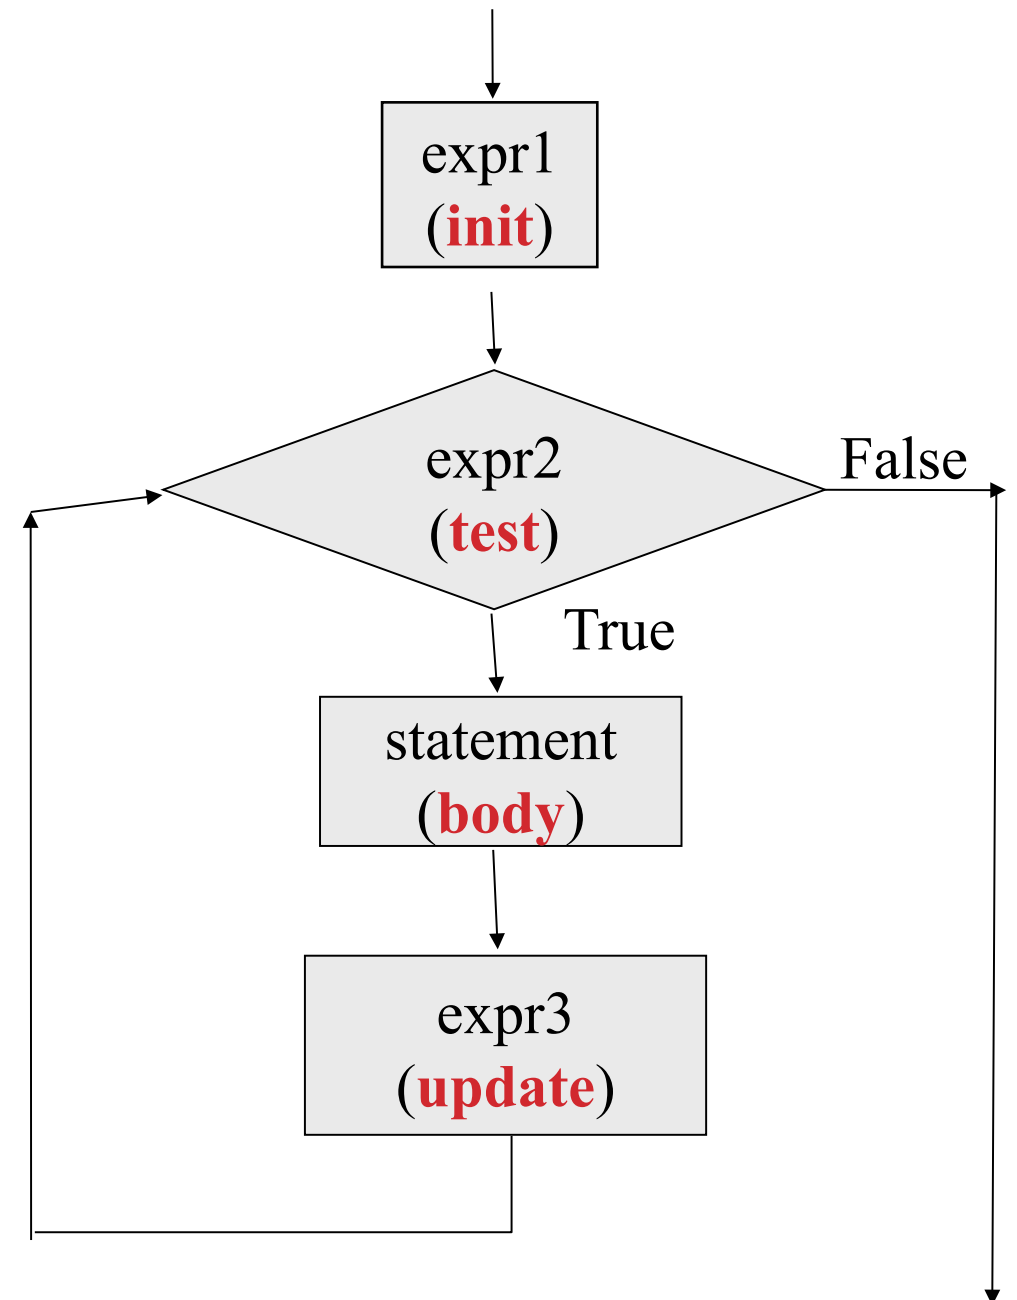 expr1
(init)
expr2
(test)
False
True
statement
(body)
expr3
(update)